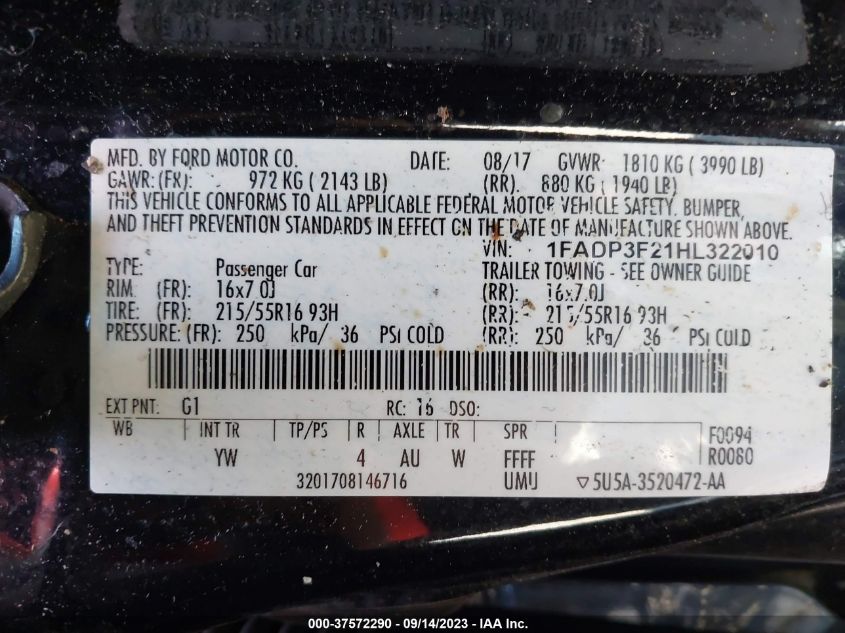 MFD. BY FORD MOTOR CO. DATE: 08/17 GVWR: 1810 KG ( 3990 LB)
GAWR: (FR): 972 KG ( 2143 LB) (RR): 880 KG ( 1940 LB)
THIS VEHICLE CONFORMS TO ALL APPLICABLE FEDERAL MOTOR VEHICLE SAFETY, BUMPER,
AND THEFT PREVENTION STANDARDS IN EFFECT ON THE DATE OF MANUFACTURE SHOWN ABOVE.
VIN: 1FADP3F21HL322010
TYPE: Passenger Car TRAILER TOWING - SEE OWNER GUIDE
RIM (FR): 16x7.0J (RR): 16x7.0J
TIRE: (FR): 215/55R16 93H (RR): 215/55R16 93H
PRESSURE: (FR): 250 kPa/ 36 PSI COLD (RR): 250 kPa/ 36 PSI COLD
EXT PNT: G1 RC: 16 DSO:
WB INT TR TP/PS R AXLE TR SPR F0094
YW 4 AU W FFFF R0080
3201708146716 UMU ▽5U5A-3520472-AA
000-37572290 - 09/14/2023 - COPYRIGHT IAA, INC.